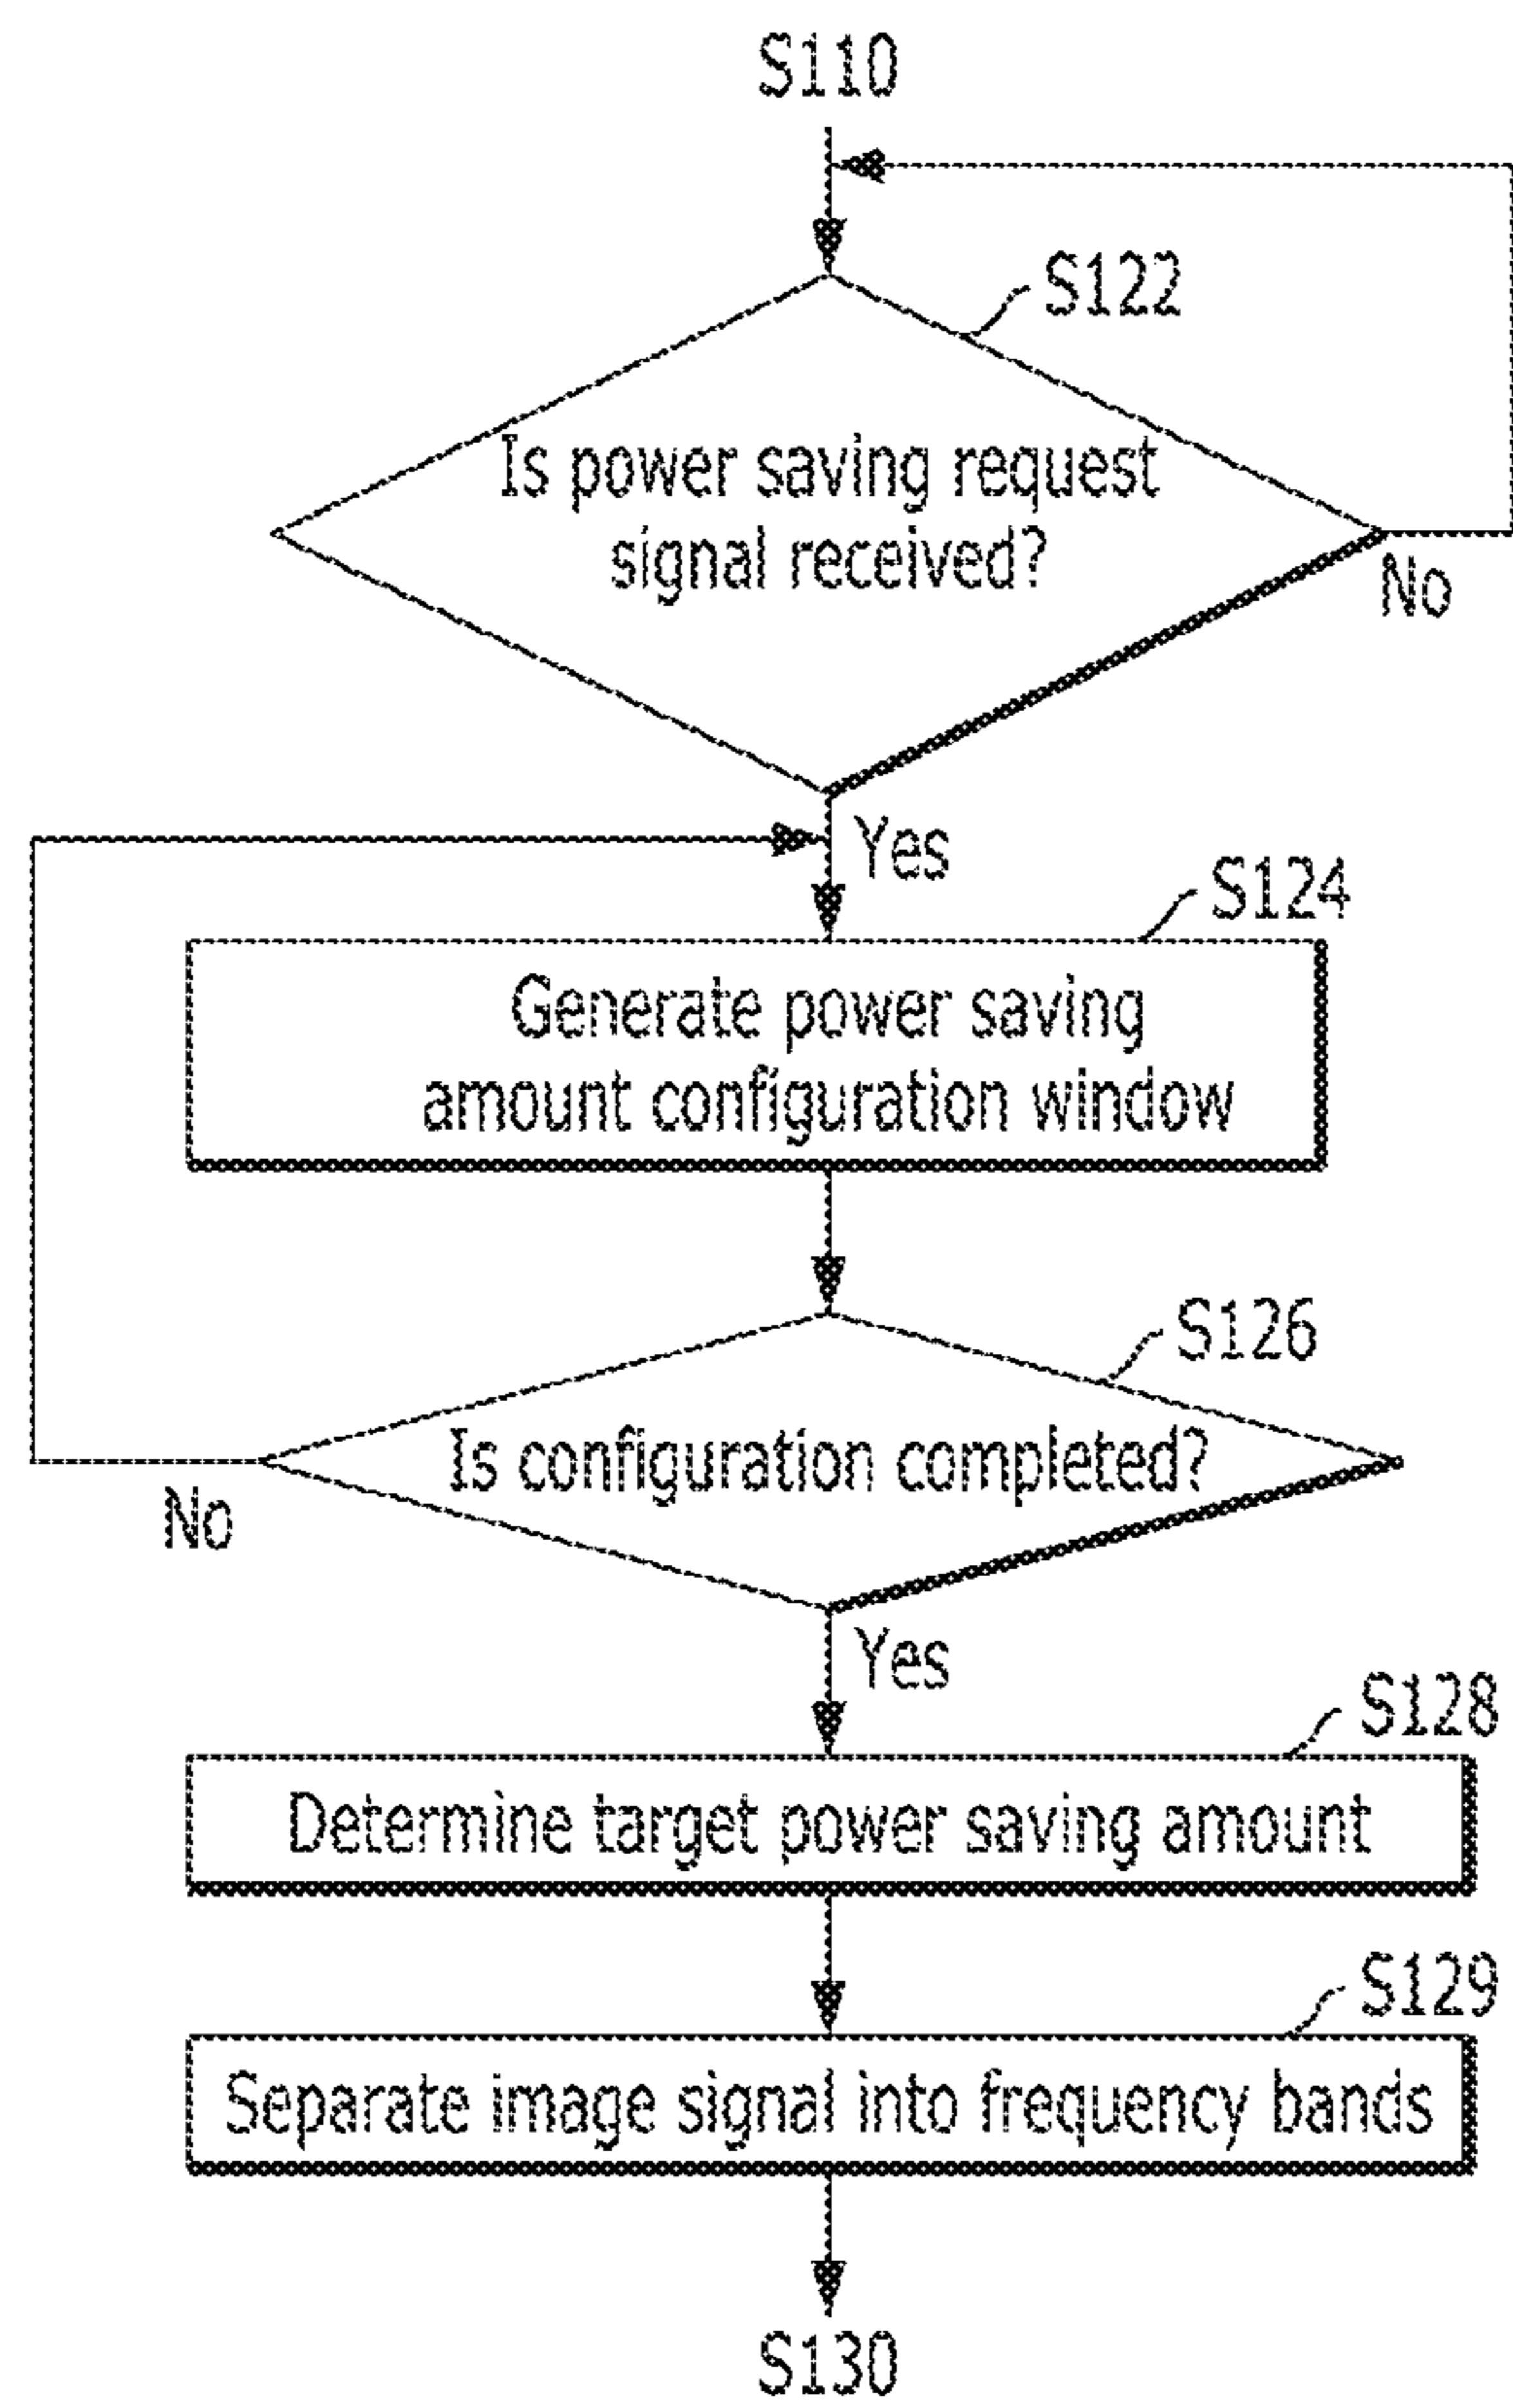 S110
S122
Is power saving request
signal received?
No
Yes
S124
Generate power saving
amount configuration window
S126
Is configuration completed?
No
Yes
S128
Determine target power saving amount
S129
Separate image signal into frequency bands
S130